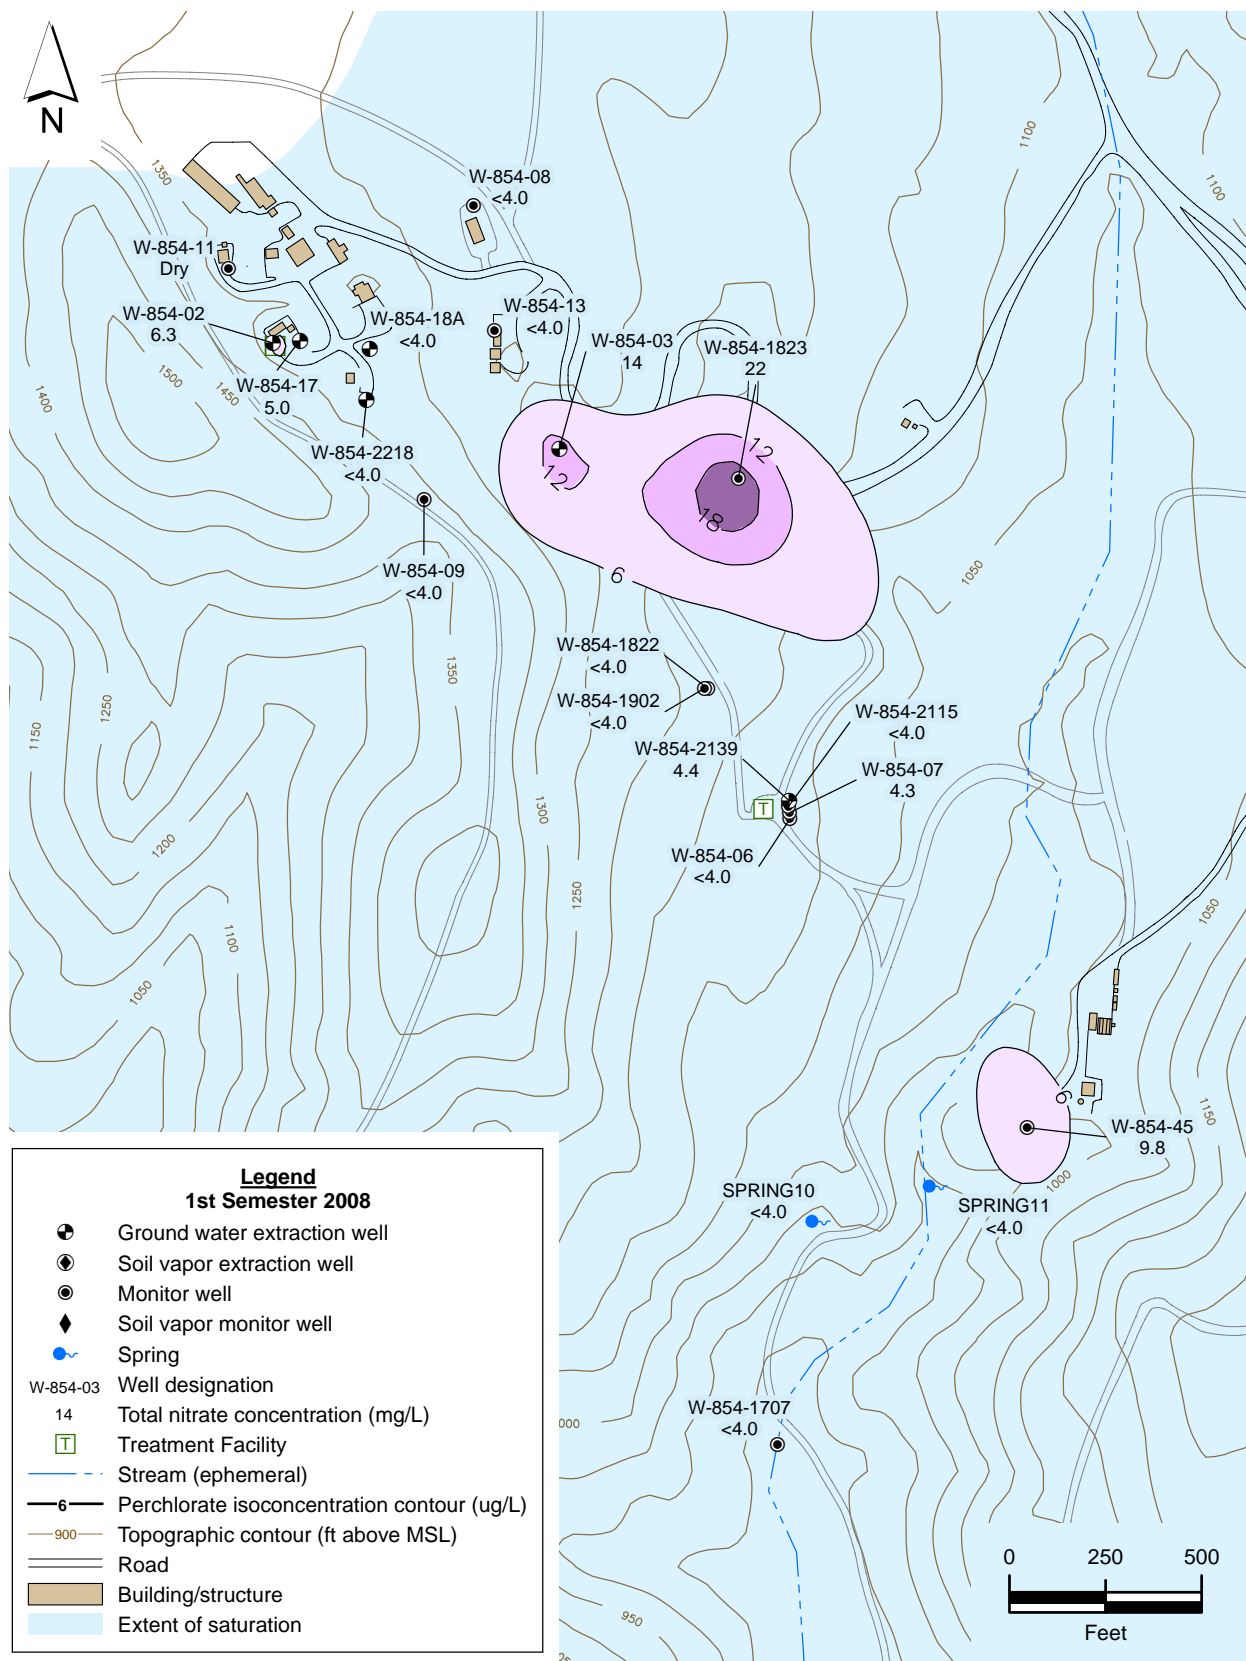 N
1350
1100
1100
W-854-08
<4.0
W-854-11
Dry
W-854-02
6.3
W-854-18A
<4.0
W-854-13
<4.0
W-854-03
14
W-854-1823
22
W-854-17
5.0
1500
1450
1400
W-854-2218
<4.0
12
12
18
6
W-854-09
<4.0
1050
W-854-1822
<4.0
1350
W-854-1902
<4.0
W-854-2115
<4.0
W-854-2139
4.4
W-854-07
4.3
1250
1150
1300
T
1200
W-854-06
<4.0
1250
1100
1050
1050
6
1150
W-854-45
9.8
1000
SPRING10
<4.0
SPRING11
<4.0
W-854-1707
<4.0
000
950
Legend
1st Semester 2008
Ground water extraction well
Soil vapor extraction well
Monitor well
Soil vapor monitor well
Spring
W-854-03 Well designation
14 Total nitrate concentration (mg/L)
T Treatment Facility
Stream (ephemeral)
6 Perchlorate isoconcentration contour (ug/L)
900 Topographic contour (ft above MSL)
Road
Building/structure
Extent of saturation
0 250 500
Feet